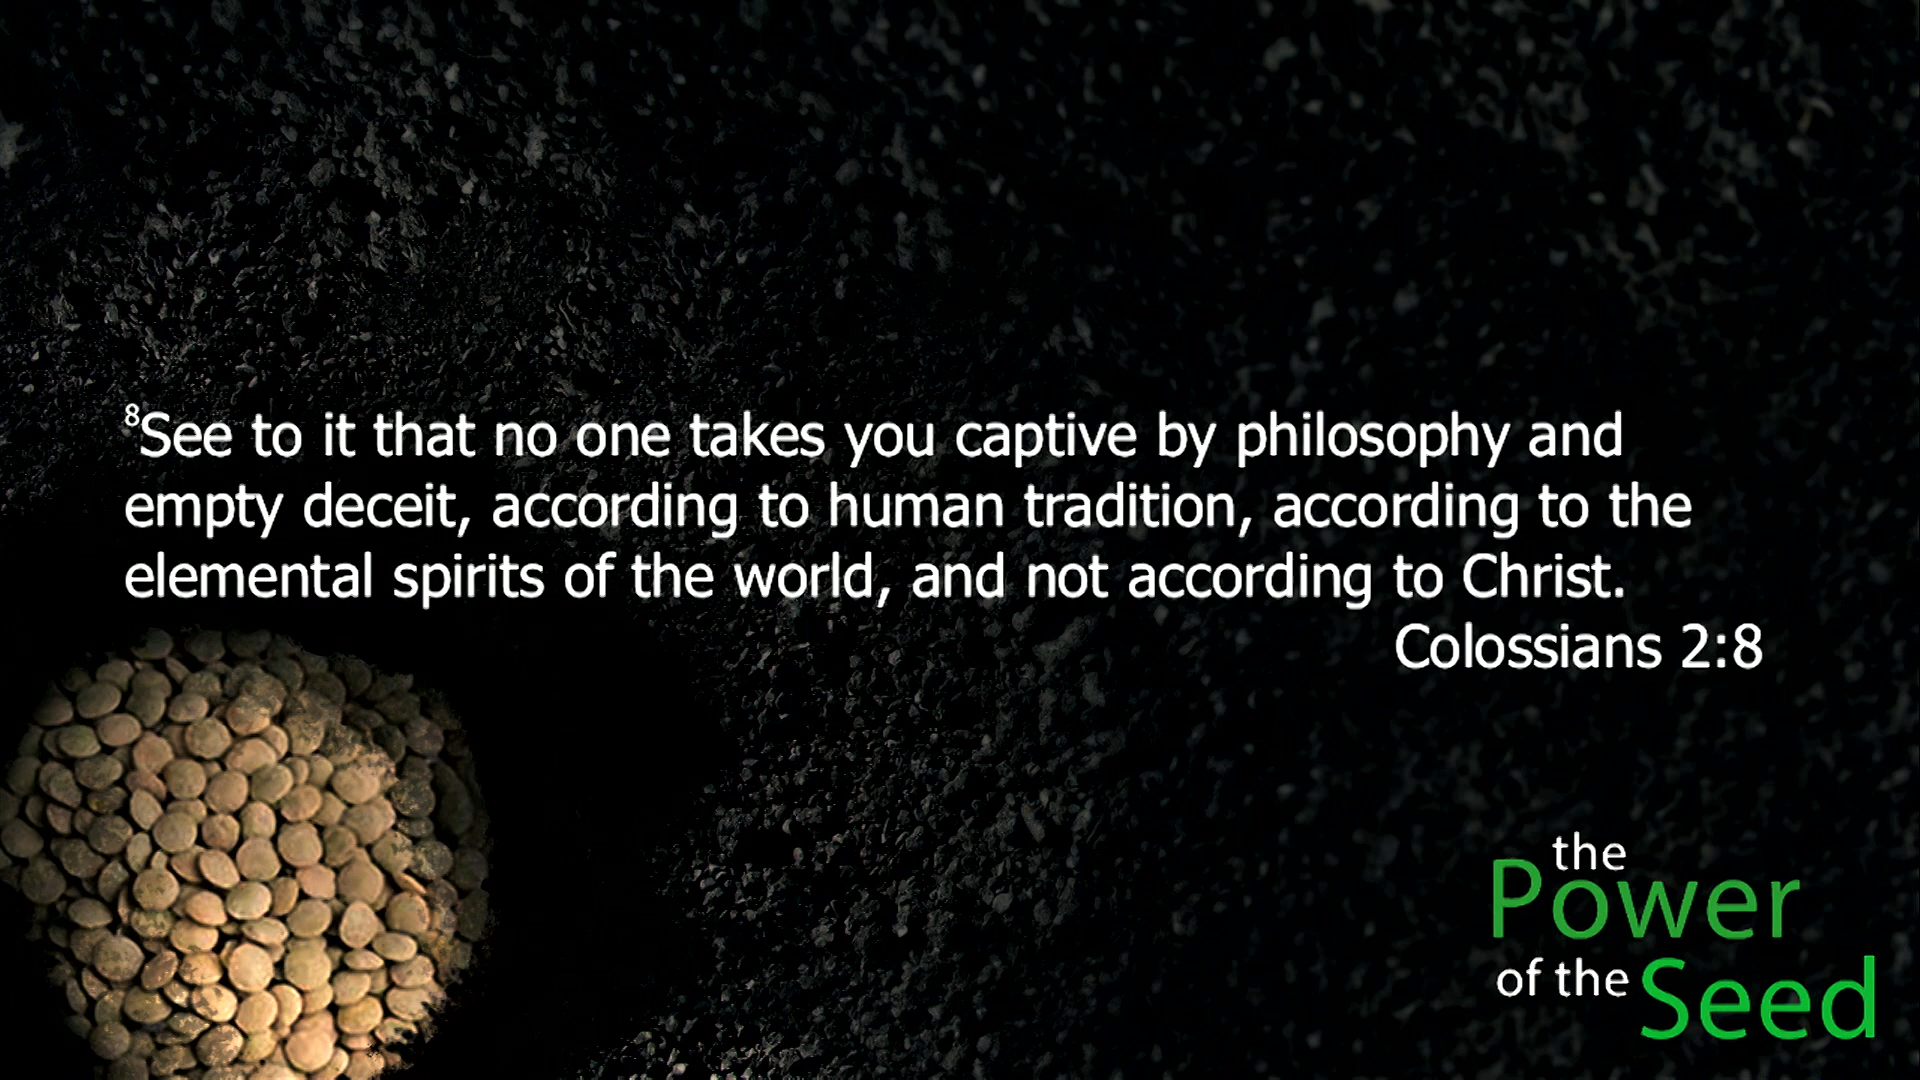 ⁸See to it that no one takes you captive by philosophy and
empty deceit, according to human tradition, according to the
elemental spirits of the world, and not according to Christ.
Colossians 2:8
the
Power
of the Seed